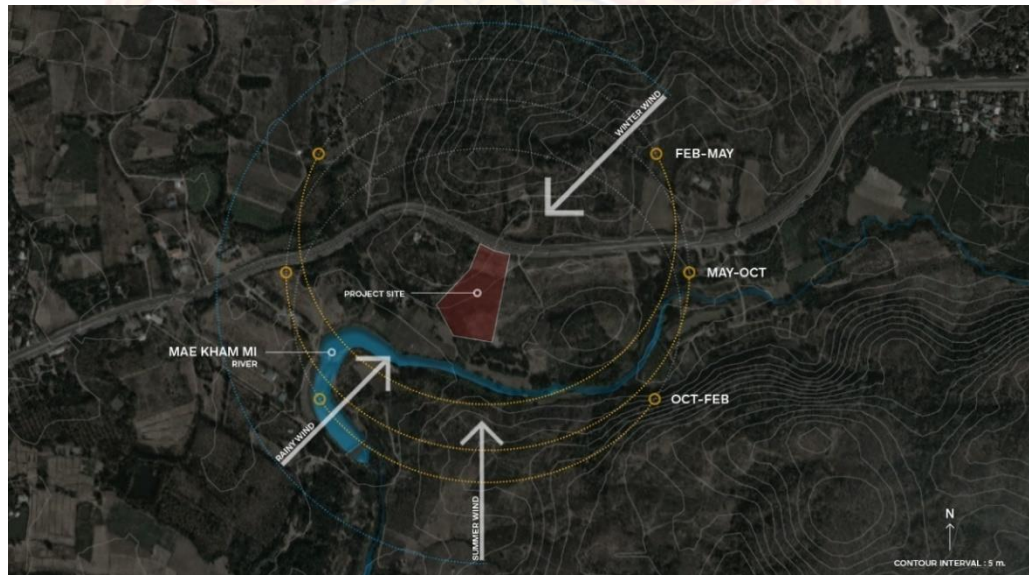 WINTER WIND
FEB-MAY
MAY-OCT
PROJECT SITE
MAE KHAM MI
RIVER
OCT-FEB
RAINY WIND
SUMMER WIND
N
CONTOUR INTERVAL : 5 m.